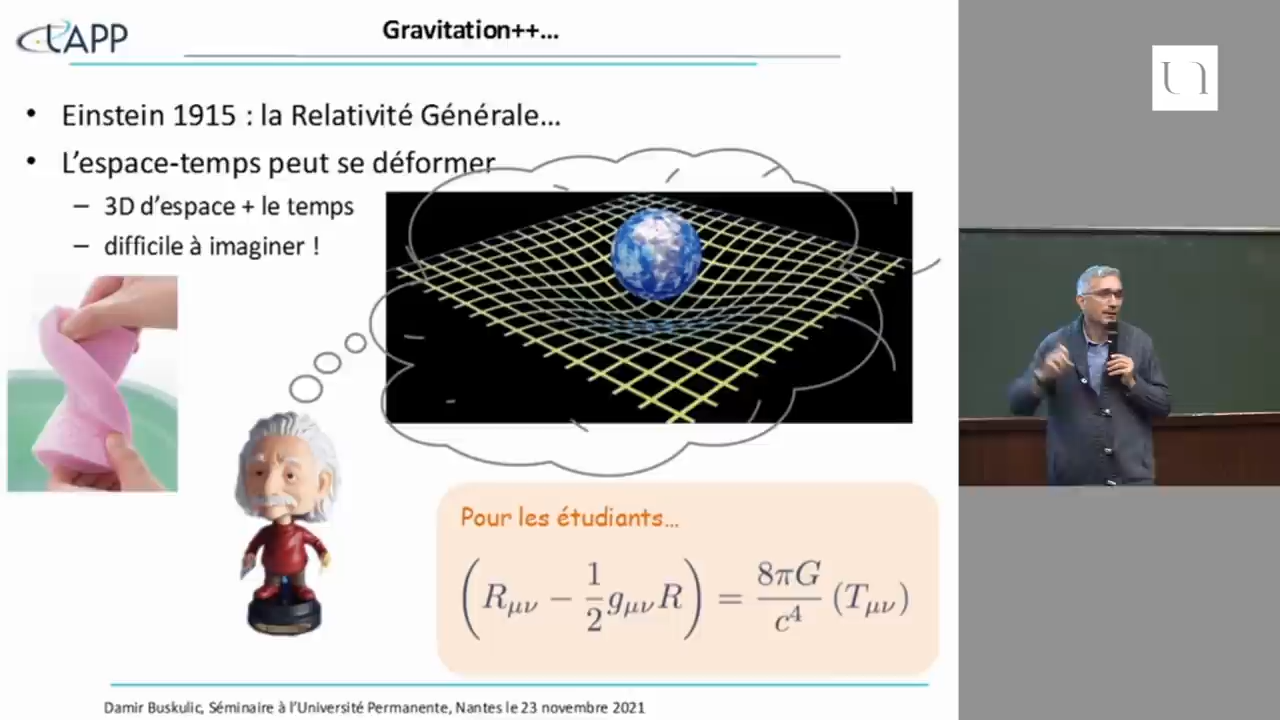 LAPP
Gravitation++...
• Einstein 1915 : la Relativité Générale...
• L'espace-temps peut se déformer
– 3D d'espace + le temps
– difficile à imaginer !
Pour les étudiants...
(R_{μν} − 1/2 g_{μν} R) = 8πG/c⁴ (T_{μν})
Damir Buskulic, Séminaire à l'Université Permanente, Nantes le 23 novembre 2021